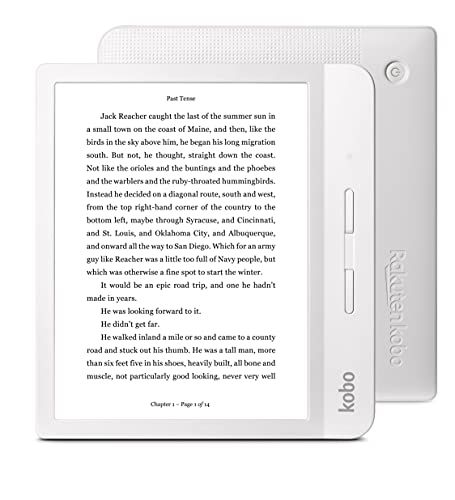 Past Tense
Jack Reacher caught the last of the summer sun in
a small town on the coast of Maine, and then, like the
birds in the sky above him, he began his long migration
south. But not, he thought, straight down the coast.
Not like the orioles and the buntings and the phoebes
and the warblers and the ruby-throated hummingbirds.
Instead he decided on a diagonal route, south and west,
from the top right-hand corner of the country to the
bottom left, maybe through Syracuse, and Cincinnati,
and St. Louis, and Oklahoma City, and Albuquerque,
and onward all the way to San Diego. Which for an army
guy like Reacher was a little too full of Navy people, but
which was otherwise a fine spot to start the winter.
It would be an epic road trip, and one he hadn't
made in years.
He was looking forward to it.
He didn't get far.
He walked inland a mile or so and came to a county
road and stuck out his thumb. He was a tall man, more
than six feet five in his shoes, heavily built, all bone and
muscle, not particularly good looking, never very well
Chapter 1 – Page 1 of 14
kobo
Rakuten kobo